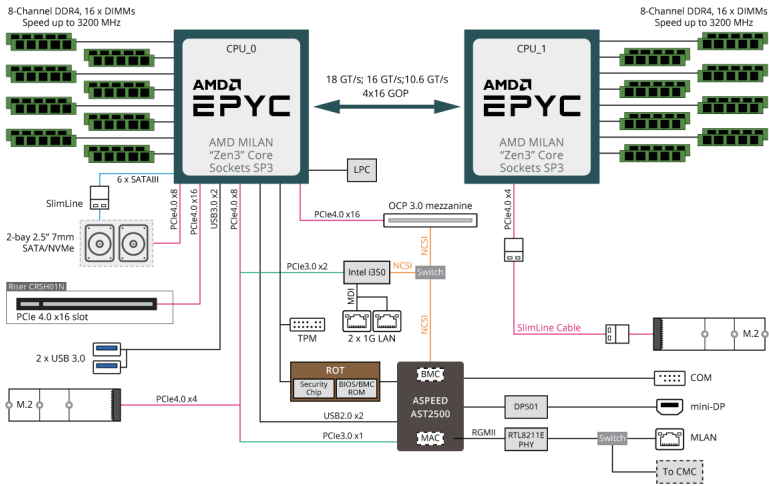 8-Channel DDR4, 16 x DIMMs
Speed up to 3200 MHz
8-Channel DDR4, 16 x DIMMs
Speed up to 3200 MHz
CPU_0
AMD
EPYC
AMD MILAN
“Zen3” Core
Sockets SP3
18 GT/s; 16 GT/s;10.6 GT/s
4x16 GOP
CPU_1
AMD
EPYC
AMD MILAN
“Zen3” Core
Sockets SP3
LPC
6 x SATAIII
SlimLine
PCIe4.0 x8
PCIe4.0 x16
USB3.0 x2
PCIe4.0 x8
PCIe4.0 x16
OCP 3.0 mezzanine
PCIe4.0 x4
2-bay 2.5” 7mm
SATA/NVMe
NCSI
PCIe3.0 x2
Intel i350
NCSI
Switch
Riser CRSH01N
PCIe 4.0 x16 slot
MDI
NCSI
2 x 1G LAN
TPM
SlimLine Cable
M.2
2 x USB 3.0
ROT
Security
Chip
BIOS/BMC
ROM
BMC
ASPEED
AST2500
MAC
COM
M.2
PCIe4.0 x4
USB2.0 x2
DP501
mini-DP
PCIe3.0 x1
RGMII
RTL8211E
PHY
Switch
MLAN
To CMC